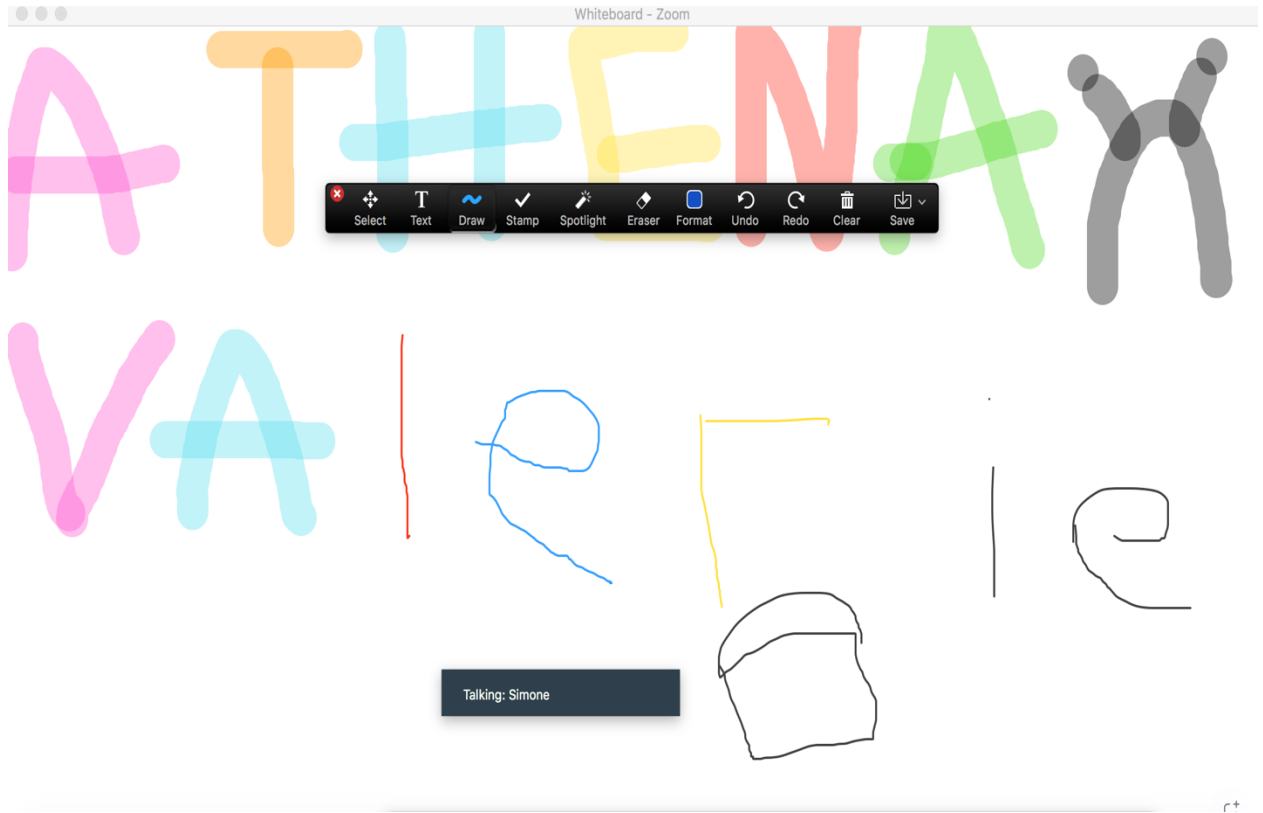 Whiteboard - Zoom
ATHENA
Select Text Draw Stamp Spotlight Eraser Format Undo Redo Clear Save
VAlerie
Talking: Simone